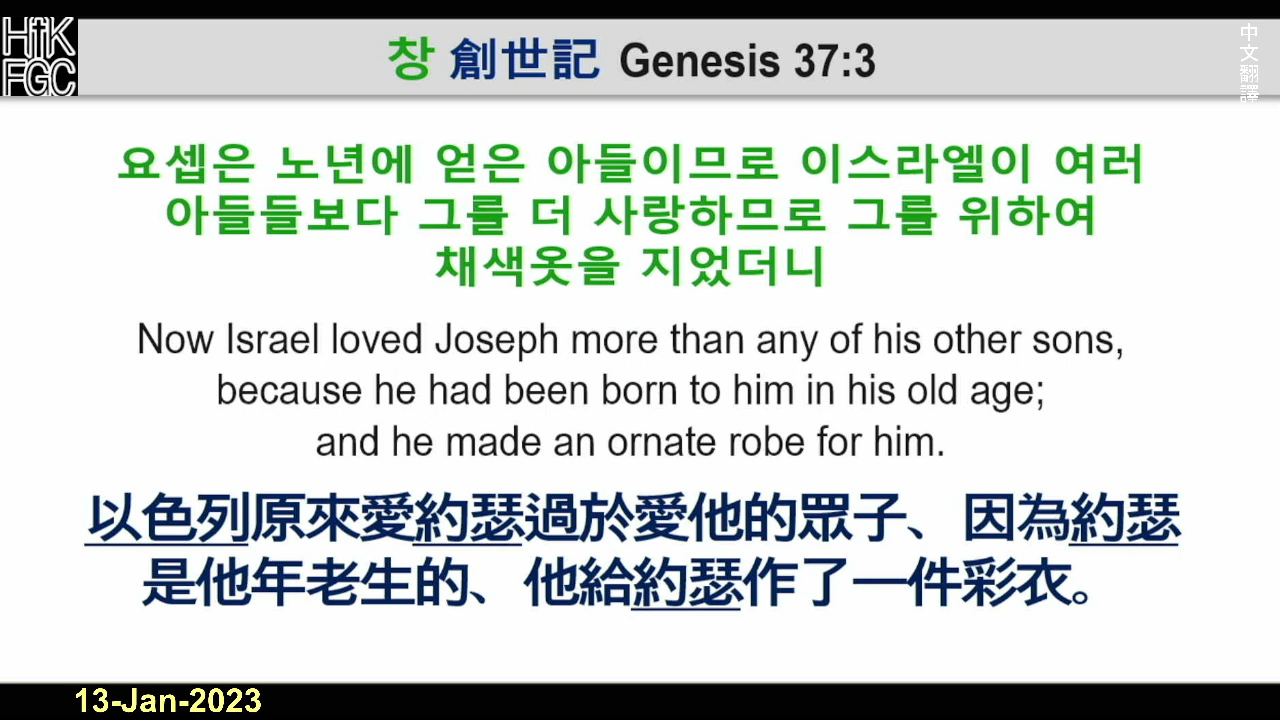 HfK
FGC
창 創世記 Genesis 37:3
中文翻譯
요셉은 노년에 얻은 아들이므로 이스라엘이 여러
아들들보다 그를 더 사랑하므로 그를 위하여
채색옷을 지었더니
Now Israel loved Joseph more than any of his other sons,
because he had been born to him in his old age;
and he made an ornate robe for him.
以色列原來愛約瑟過於愛他的眾子、因為約瑟
是他年老生的、他給約瑟作了一件彩衣。
13-Jan-2023